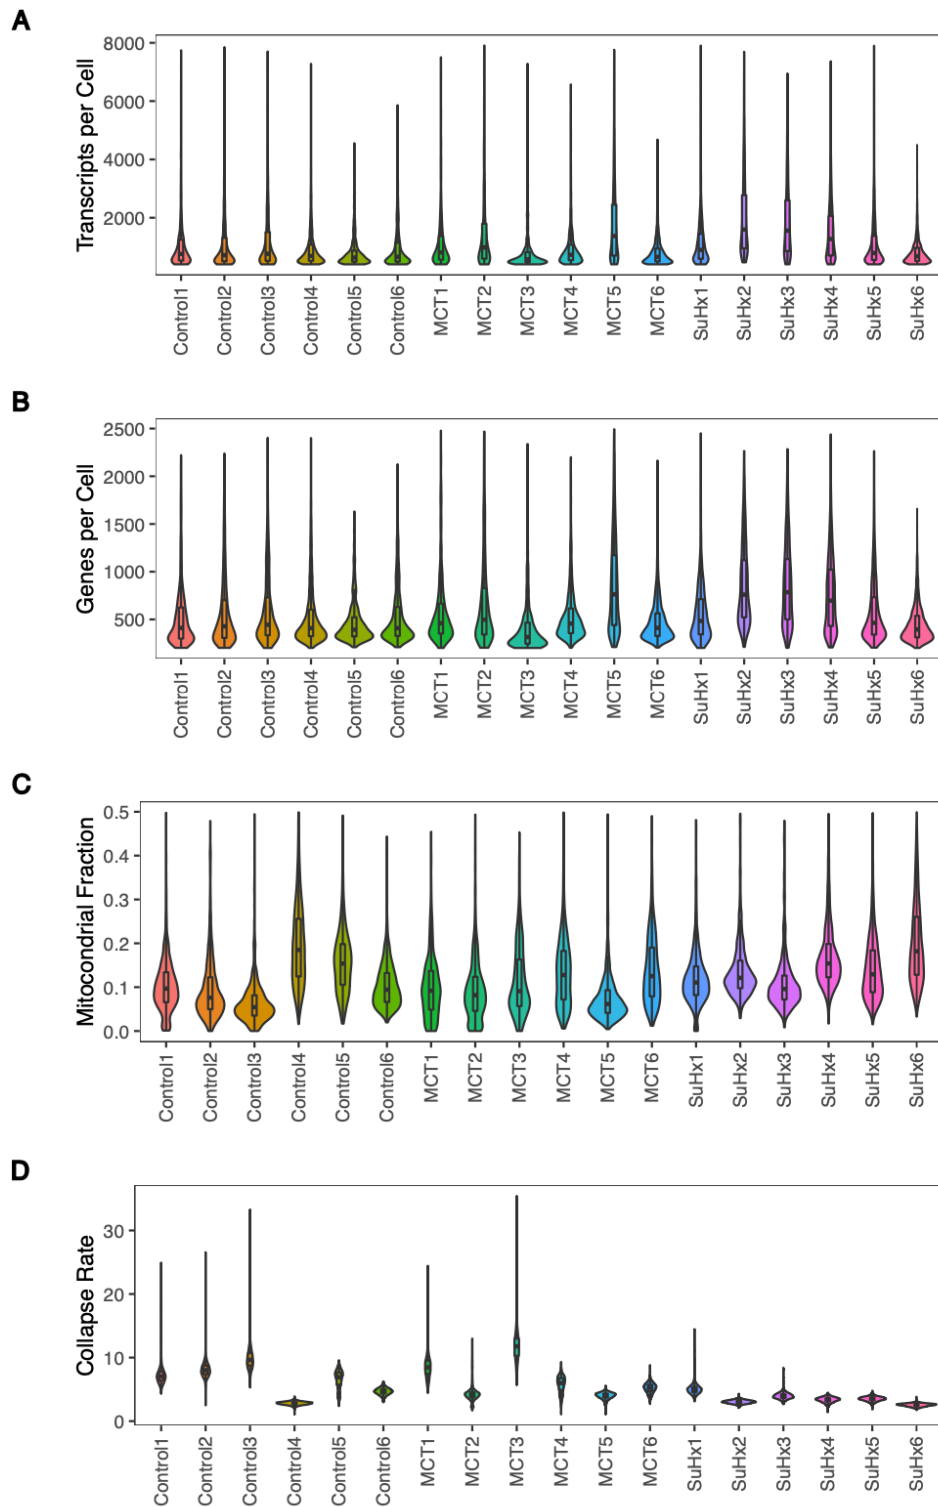 A
Transcripts per Cell
8000
6000
4000
2000
Control1 Control2 Control3 Control4 Control5 Control6 MCT1 MCT2 MCT3 MCT4 MCT5 MCT6 SuHx1 SuHx2 SuHx3 SuHx4 SuHx5 SuHx6
B
Genes per Cell
2500
2000
1500
1000
500
Control1 Control2 Control3 Control4 Control5 Control6 MCT1 MCT2 MCT3 MCT4 MCT5 MCT6 SuHx1 SuHx2 SuHx3 SuHx4 SuHx5 SuHx6
C
Mitocondrial Fraction
0.5
0.4
0.3
0.2
0.1
0.0
Control1 Control2 Control3 Control4 Control5 Control6 MCT1 MCT2 MCT3 MCT4 MCT5 MCT6 SuHx1 SuHx2 SuHx3 SuHx4 SuHx5 SuHx6
D
Collapse Rate
30
20
10
0
Control1 Control2 Control3 Control4 Control5 Control6 MCT1 MCT2 MCT3 MCT4 MCT5 MCT6 SuHx1 SuHx2 SuHx3 SuHx4 SuHx5 SuHx6